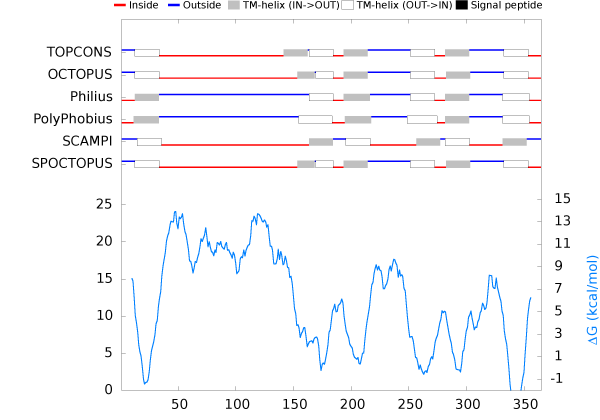 Inside Outside TM-helix (IN->OUT) TM-helix (OUT->IN) Signal peptide
TOPCONS
OCTOPUS
Philius
PolyPhobius
SCAMPI
SPOCTOPUS
25
20
15
10
5
0
15
13
11
9
7
5
3
1
-1
ΔG (kcal/mol)
50 100 150 200 250 300 350